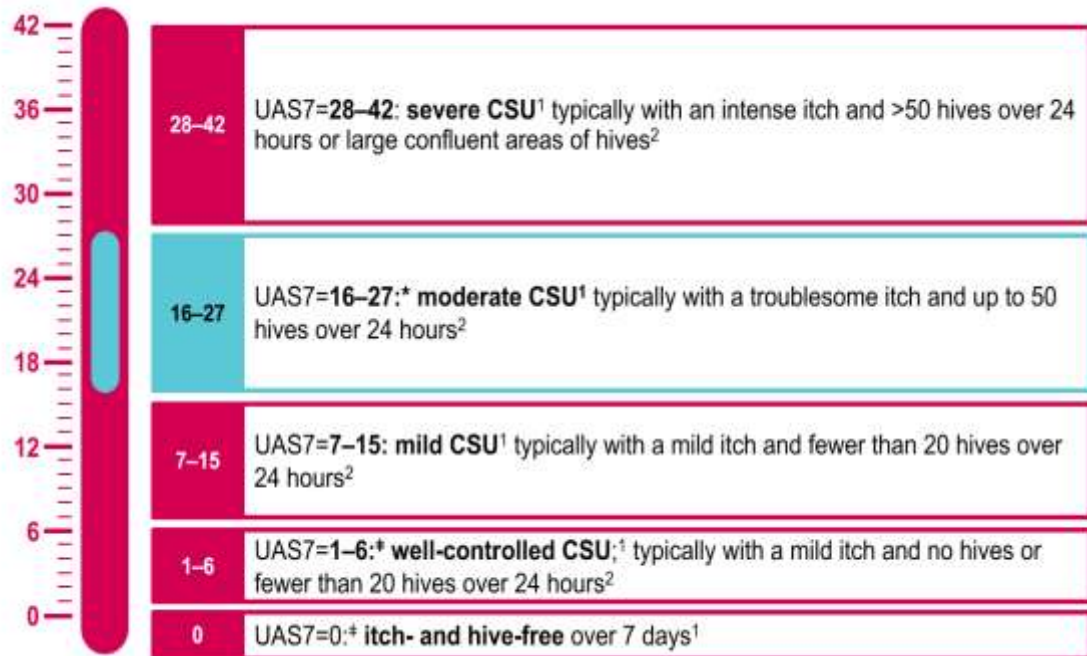 42
36
30
24
18
12
6
0
28–42
UAS7=28–42: severe CSU¹ typically with an intense itch and >50 hives over 24
hours or large confluent areas of hives²
16–27
UAS7=16–27:* moderate CSU¹ typically with a troublesome itch and up to 50
hives over 24 hours²
7–15
UAS7=7–15: mild CSU¹ typically with a mild itch and fewer than 20 hives over
24 hours²
1–6
UAS7=1–6:‡ well-controlled CSU;¹ typically with a mild itch and no hives or
fewer than 20 hives over 24 hours²
0
UAS7=0:‡ itch- and hive-free over 7 days¹